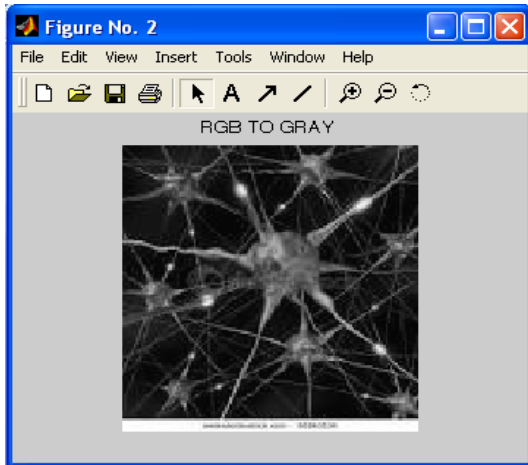 Figure No. 2
File Edit View Insert Tools Window Help
A
RGB TO GRAY